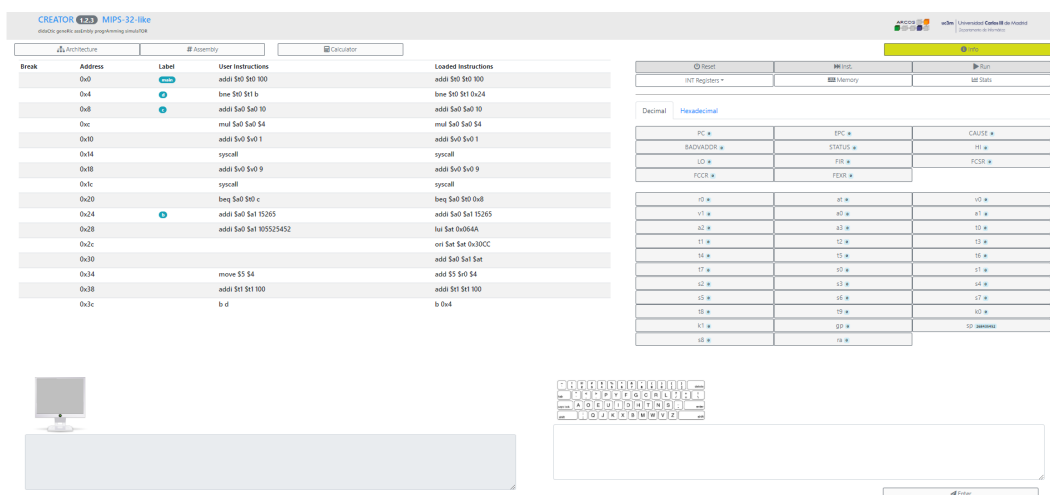 CREATOR 1.2.3 MIPS-32-like
didaCtic geneRic assEmbly progrAmming simulaTOR
ARCOS uc3m Universidad Carlos III de Madrid
Architecture # Assembly Calculator Info
Break Address Label User Instructions Loaded Instructions
0x0 main addi $t0 $t0 100 addi $t0 $t0 100
0x4 d bne $t0 $t1 b bne $t0 $t1 0x24
0x8 c addi $a0 $a0 10 addi $a0 $a0 10
0xc mul $a0 $a0 $4 mul $a0 $a0 $4
0x10 addi $v0 $v0 1 addi $v0 $v0 1
0x14 syscall syscall
0x18 addi $v0 $v0 9 addi $v0 $v0 9
0x1c syscall syscall
0x20 beq $a0 $t0 c beq $a0 $t0 0x8
0x24 b addi $a0 $a1 15265 addi $a0 $a1 15265
0x28 addi $a0 $a1 105525452 lui $at 0x064A
0x2c ori $at $at 0x30CC
0x30 add $a0 $a1 $at
0x34 move $5 $4 add $5 $r0 $4
0x38 addi $t1 $t1 100 addi $t1 $t1 100
0x3c b d b 0x4
Reset Inst. Run
INT Registers Memory Stats
Decimal Hexadecimal
PC EPC CAUSE
BADVADDR STATUS HI
LO FIR FCSR
FCCR FEXR
r0 at v0
v1 a0 a1
a2 a3 t0
t1 t2 t3
t4 t5 t6
t7 s0 s1
s2 s3 s4
s5 s6 s7
t8 t9 k0
k1 gp sp
s8 ra
P Y F G C R L
A O E U I D H T N S
Q J K X B M W V Z
Enter